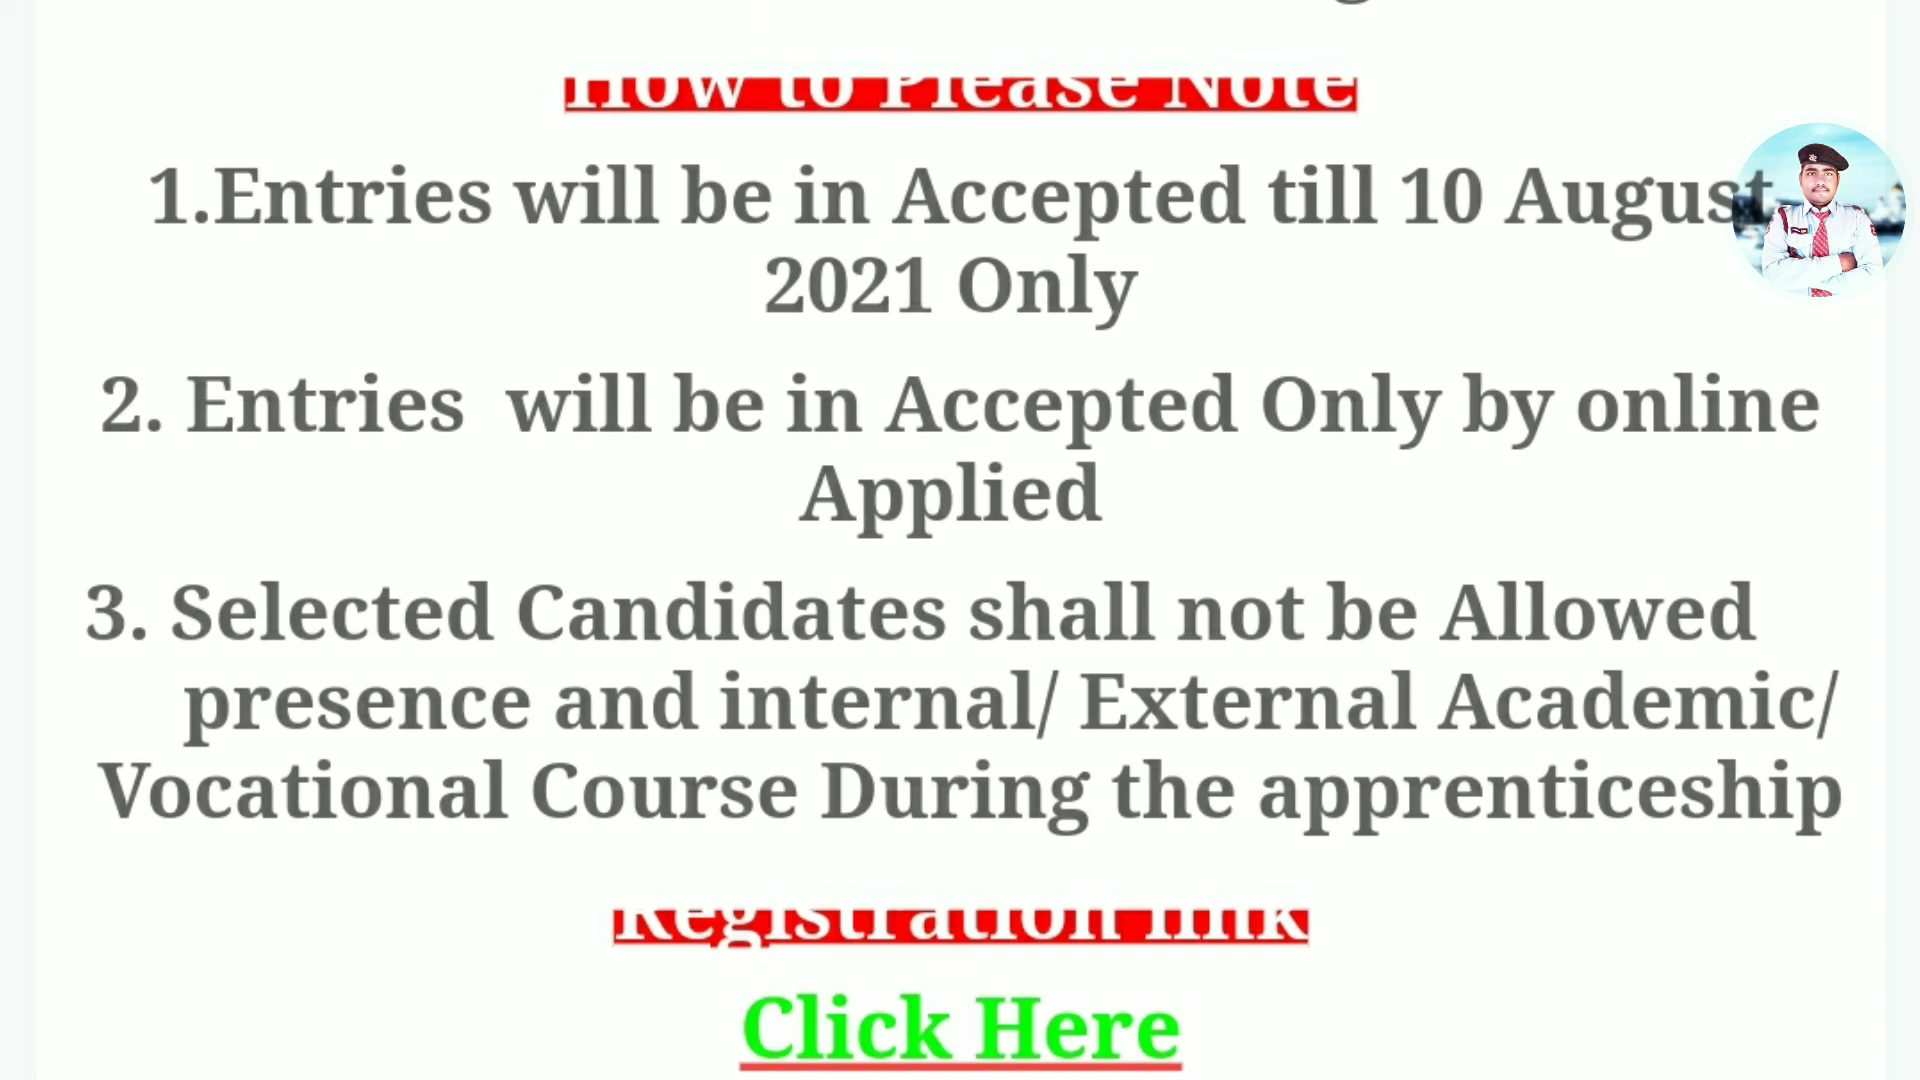 How to Please Note
1.Entries will be in Accepted till 10 August
2021 Only
2. Entries  will be in Accepted Only by online
Applied
3. Selected Candidates shall not be Allowed
presence and internal/ External Academic/
Vocational Course During the apprenticeship
Registration link
Click Here